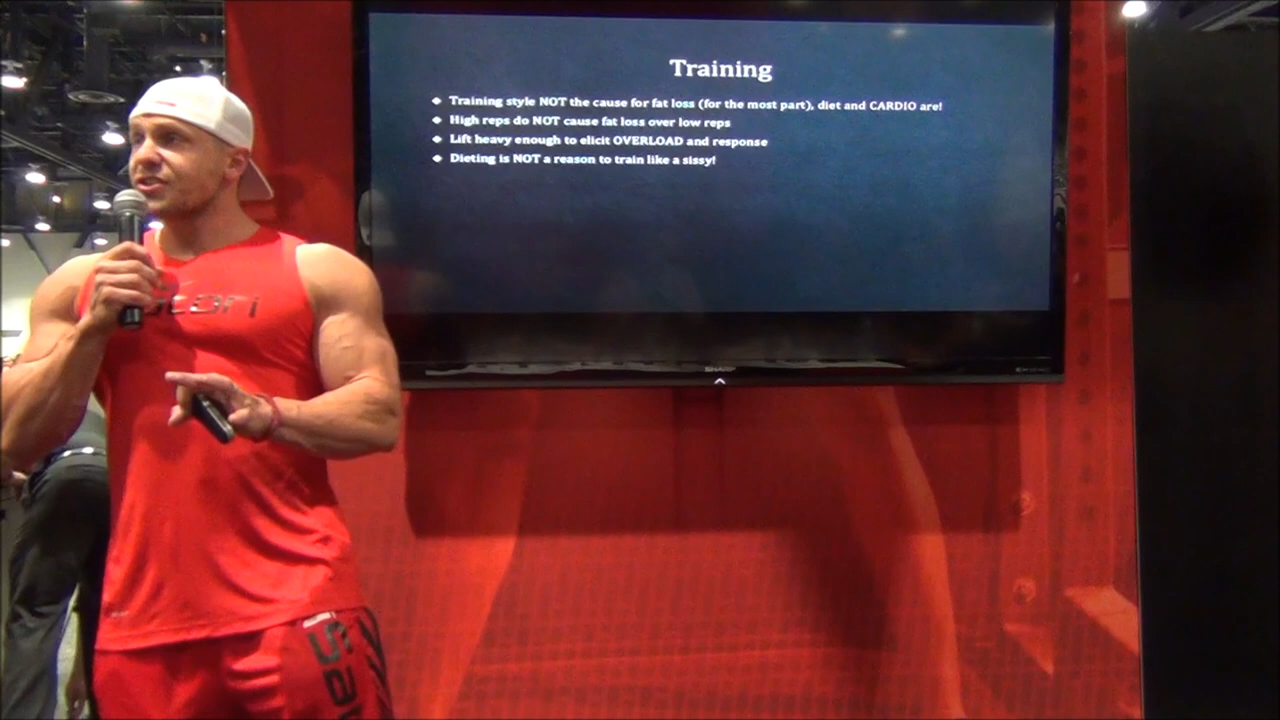 Training
❖ Training style NOT the cause for fat loss (for the most part), diet and CARDIO are!
❖ High reps do NOT cause fat loss over low reps
❖ Lift heavy enough to elicit OVERLOAD and response
❖ Dieting is NOT a reason to train like a sissy!
SHARP